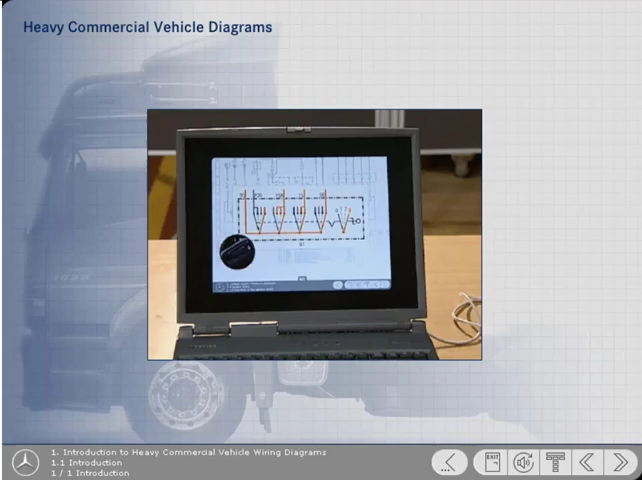 Heavy Commercial Vehicle Diagrams
1. Introduction to Heavy Commercial Vehicle Wiring Diagrams
1.1 Introduction
1 / 1 Introduction
EXIT